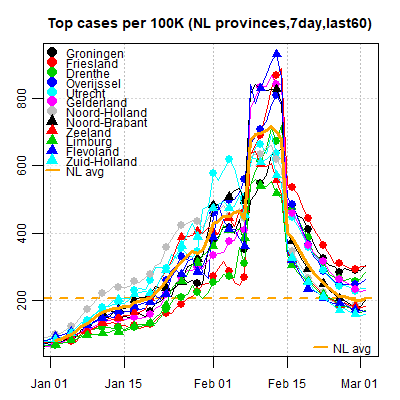 Top cases per 100K (NL provinces,7day,last60)
Groningen
Friesland
Drenthe
Overijssel
Utrecht
Gelderland
Noord-Holland
Noord-Brabant
Zeeland
Limburg
Flevoland
Zuid-Holland
NL avg
800
600
400
200
NL avg
Jan 01
Jan 15
Feb 01
Feb 15
Mar 01